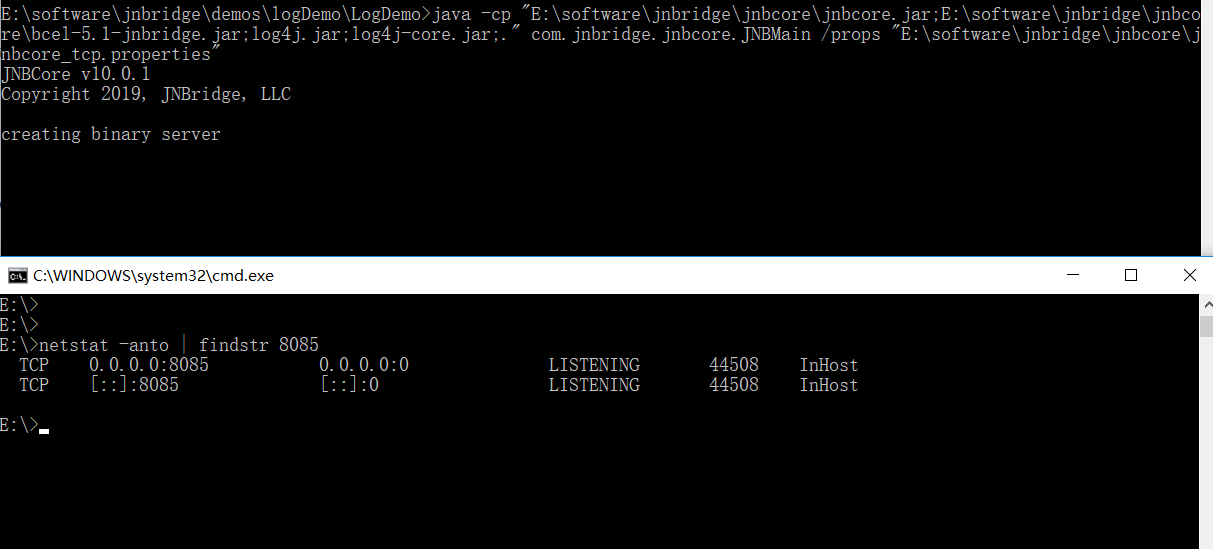 E:\software\jnbridge\demos\logDemo\LogDemo>java -cp "E:\software\jnbridge\jnbcore\jnbcore.jar;E:\software\jnbridge\jnbco
re\bcel-5.1-jnbridge.jar;log4j.jar;log4j-core.jar;." com.jnbridge.jnbcore.JNBMain /props "E:\software\jnbridge\jnbcore\j
nbcore_tcp.properties"
JNBCore v10.0.1
Copyright 2019, JNBridge, LLC
creating binary server
C:\WINDOWS\system32\cmd.exe
E:\>
E:\>
E:\>netstat -anto | findstr 8085
TCP 0.0.0.0:8085 0.0.0.0:0 LISTENING 44508 InHost
TCP [::]:8085 [::]:0 LISTENING 44508 InHost
E:\>